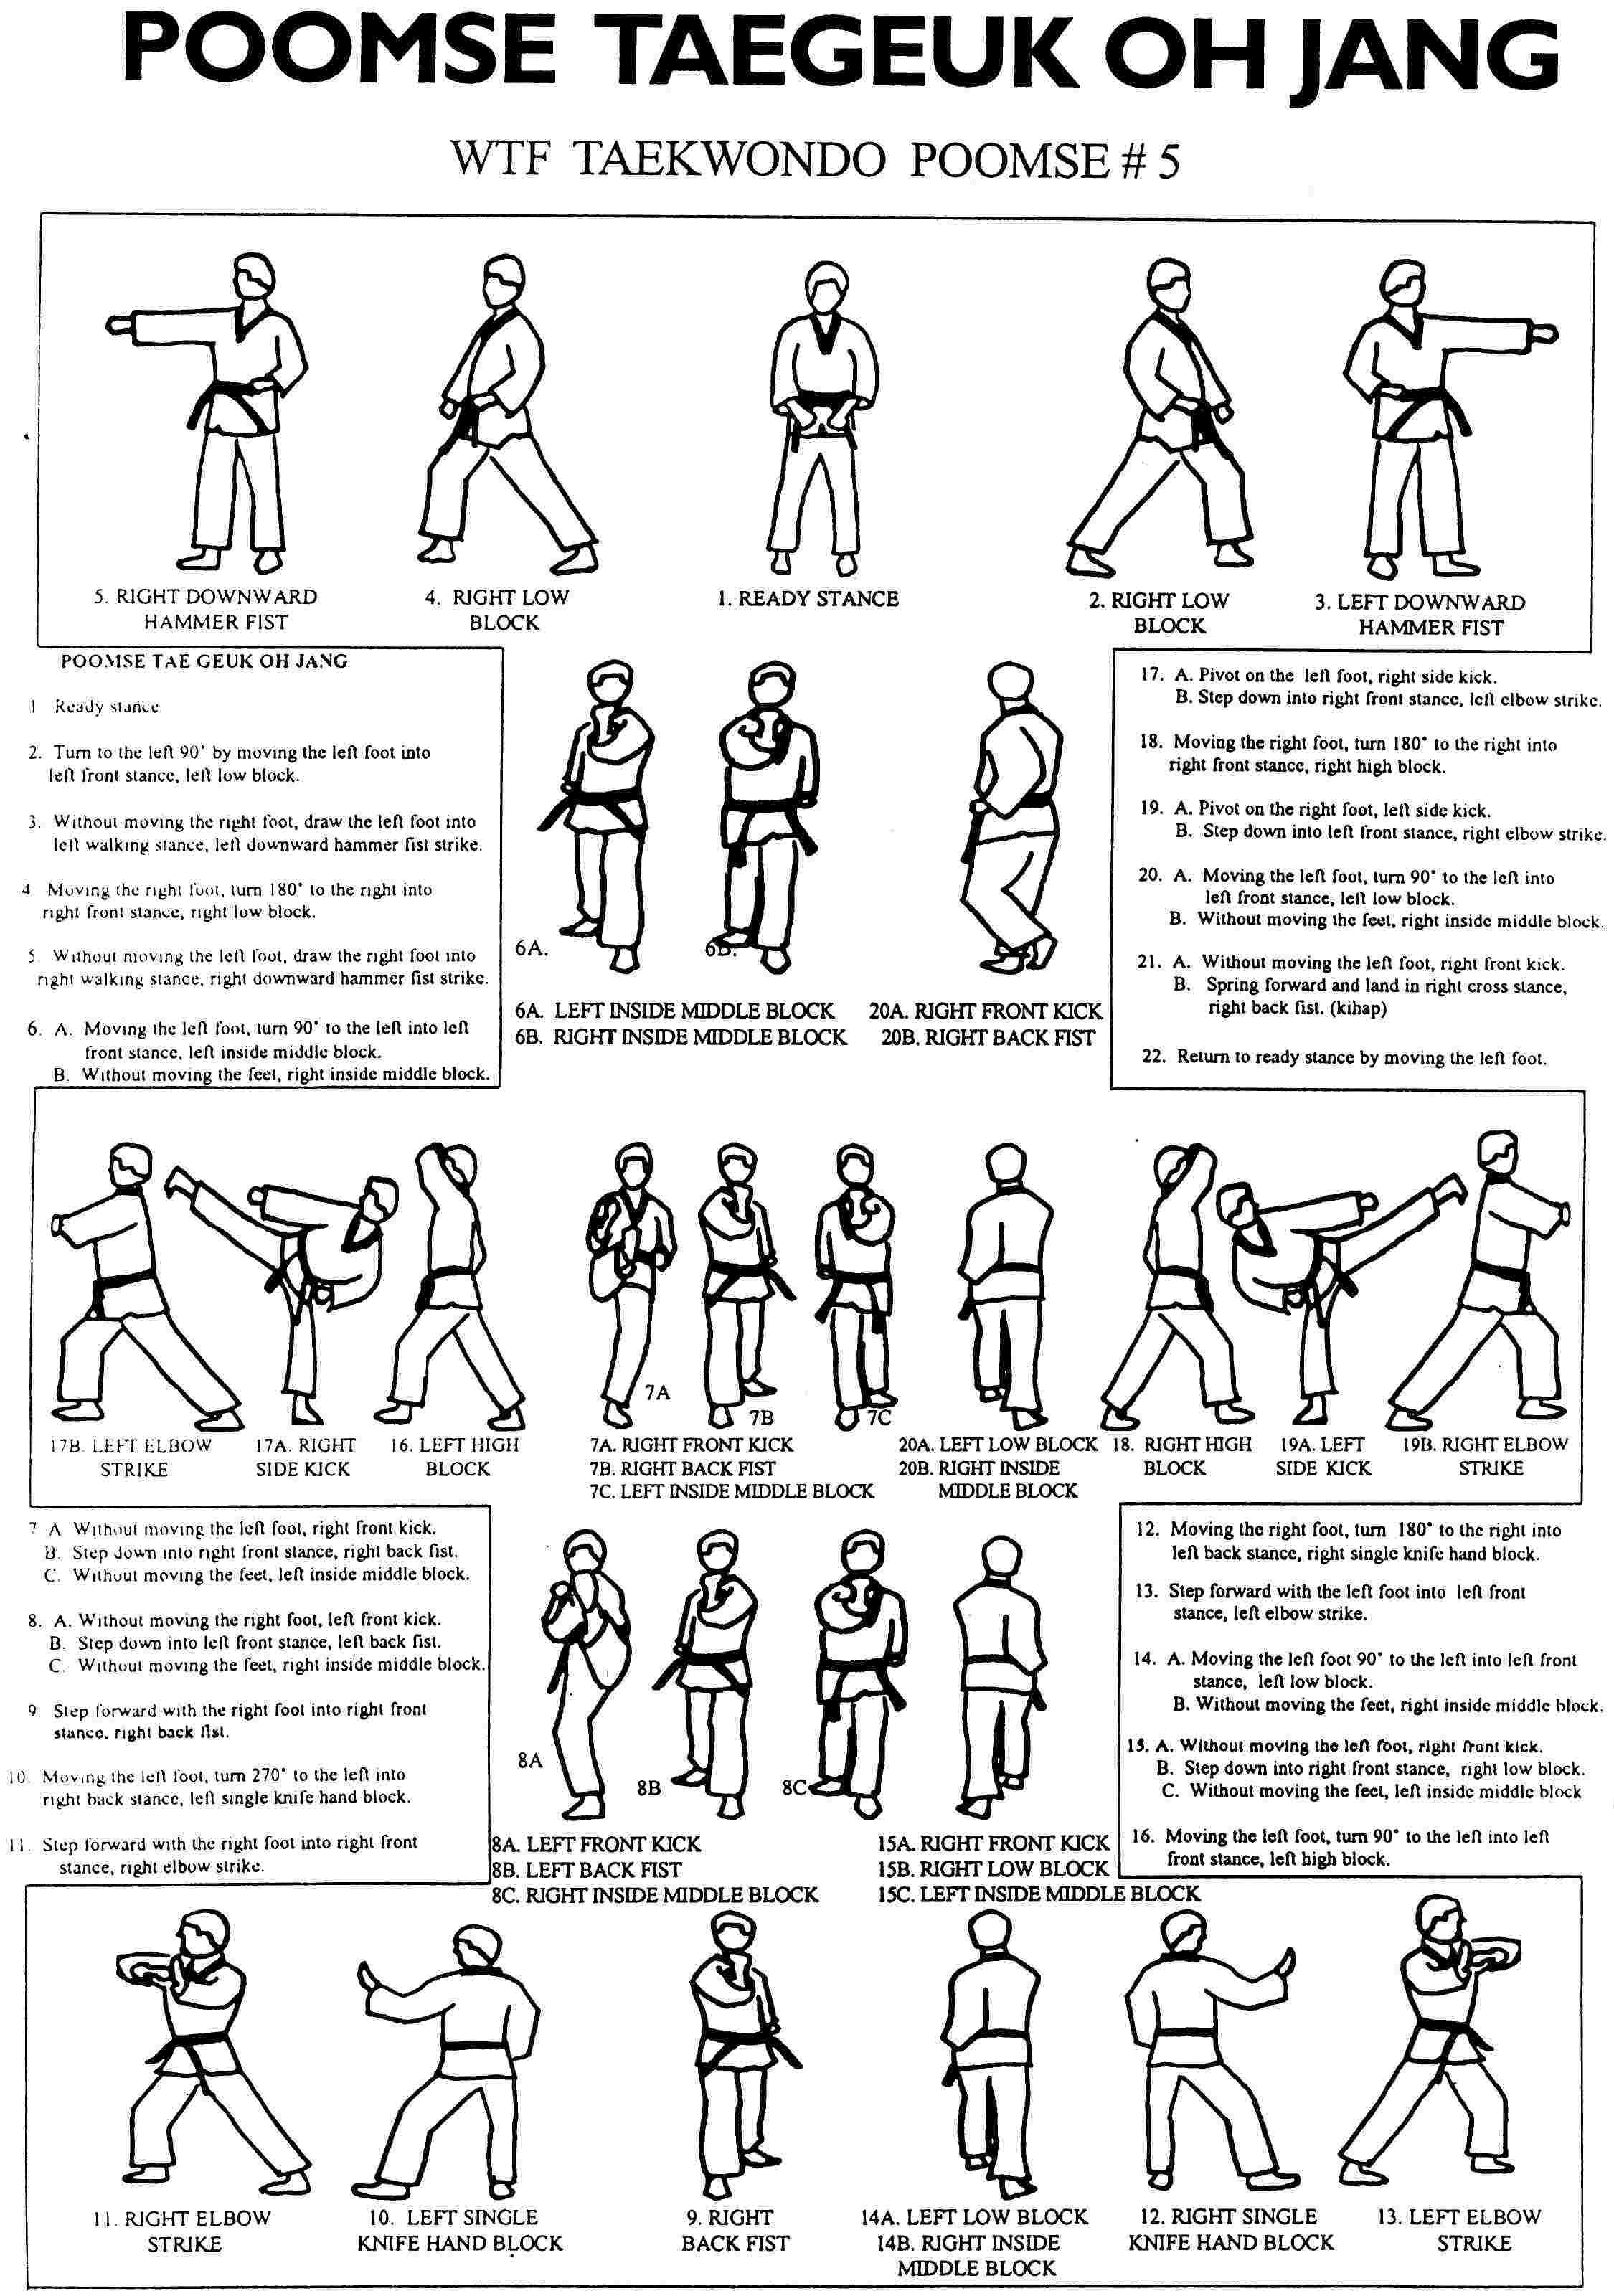 POOMSE TAEGEUK OH JANG
WTF TAEKWONDO POOMSE # 5
5. RIGHT DOWNWARD
HAMMER FIST
4. RIGHT LOW
BLOCK
1. READY STANCE
2. RIGHT LOW
BLOCK
3. LEFT DOWNWARD
HAMMER FIST
POOMSE TAE GEUK OH JANG
1 Ready stance
2. Turn to the left 90° by moving the left foot into
left front stance, left low block.
3. Without moving the right foot, draw the left foot into
left walking stance, left downward hammer fist strike.
4. Moving the right foot, turn 180° to the right into
right front stance, right low block.
5. Without moving the left foot, draw the right foot into
right walking stance, right downward hammer fist strike.
6. A. Moving the left foot, turn 90° to the left into left
front stance, left inside middle block.
B. Without moving the feet, right inside middle block.
6A.
6B.
6A. LEFT INSIDE MIDDLE BLOCK
6B. RIGHT INSIDE MIDDLE BLOCK
20A. RIGHT FRONT KICK
20B. RIGHT BACK FIST
17. A. Pivot on the left foot, right side kick.
B. Step down into right front stance, left elbow strike.
18. Moving the right foot, turn 180° to the right into
right front stance, right high block.
19. A. Pivot on the right foot, left side kick.
B. Step down into left front stance, right elbow strike.
20. A. Moving the left foot, turn 90° to the left into
left front stance, left low block.
B. Without moving the feet, right inside middle block.
21. A. Without moving the left foot, right front kick.
B. Spring forward and land in right cross stance,
right back fist. (kihap)
22. Return to ready stance by moving the left foot.
7A
7B
7C
17B. LEFT ELBOW
STRIKE
17A. RIGHT
SIDE KICK
16. LEFT HIGH
BLOCK
7A. RIGHT FRONT KICK
7B. RIGHT BACK FIST
7C. LEFT INSIDE MIDDLE BLOCK
20A. LEFT LOW BLOCK
20B. RIGHT INSIDE
MIDDLE BLOCK
18. RIGHT HIGH
BLOCK
19A. LEFT
SIDE KICK
19B. RIGHT ELBOW
STRIKE
7 A Without moving the left foot, right front kick.
B. Step down into right front stance, right back fist.
C. Without moving the feet, left inside middle block.
8. A. Without moving the right foot, left front kick.
B. Step down into left front stance, left back fist.
C. Without moving the feet, right inside middle block.
9 Step forward with the right foot into right front
stance, right back fist.
10. Moving the left foot, turn 270° to the left into
right back stance, left single knife hand block.
11. Step forward with the right foot into right front
stance, right elbow strike.
8A
8B
8C
8A. LEFT FRONT KICK
8B. LEFT BACK FIST
8C. RIGHT INSIDE MIDDLE BLOCK
15A. RIGHT FRONT KICK
15B. RIGHT LOW BLOCK
15C. LEFT INSIDE MIDDLE BLOCK
12. Moving the right foot, turn 180° to the right into
left back stance, right single knife hand block.
13. Step forward with the left foot into left front
stance, left elbow strike.
14. A. Moving the left foot 90° to the left into left front
stance, left low block.
B. Without moving the feet, right inside middle block.
15. A. Without moving the left foot, right front kick.
B. Step down into right front stance, right low block.
C. Without moving the feet, left inside middle block
16. Moving the left foot, turn 90° to the left into left
front stance, left high block.
11. RIGHT ELBOW
STRIKE
10. LEFT SINGLE
KNIFE HAND BLOCK
9. RIGHT
BACK FIST
14A. LEFT LOW BLOCK
14B. RIGHT INSIDE
MIDDLE BLOCK
12. RIGHT SINGLE
KNIFE HAND BLOCK
13. LEFT ELBOW
STRIKE